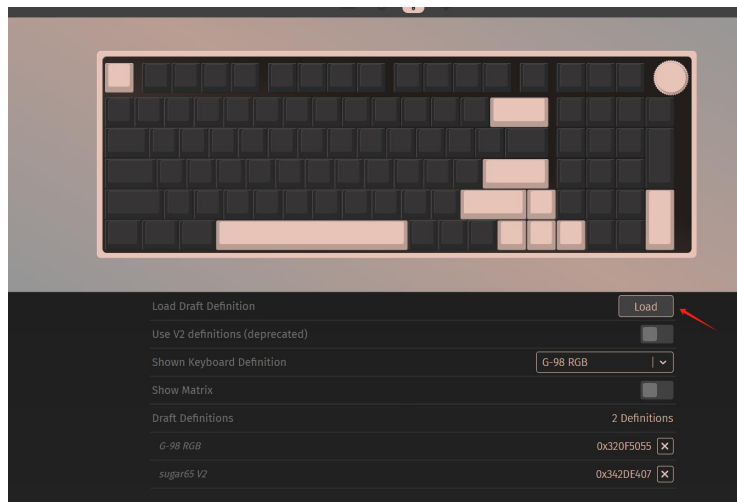 Load Draft Definition Load
Use V2 definitions (deprecated)
Shown Keyboard Definition G-98 RGB
Show Matrix
Draft Definitions 2 Definitions
G-98 RGB 0x320F5055
sugar65 V2 0x342DE407